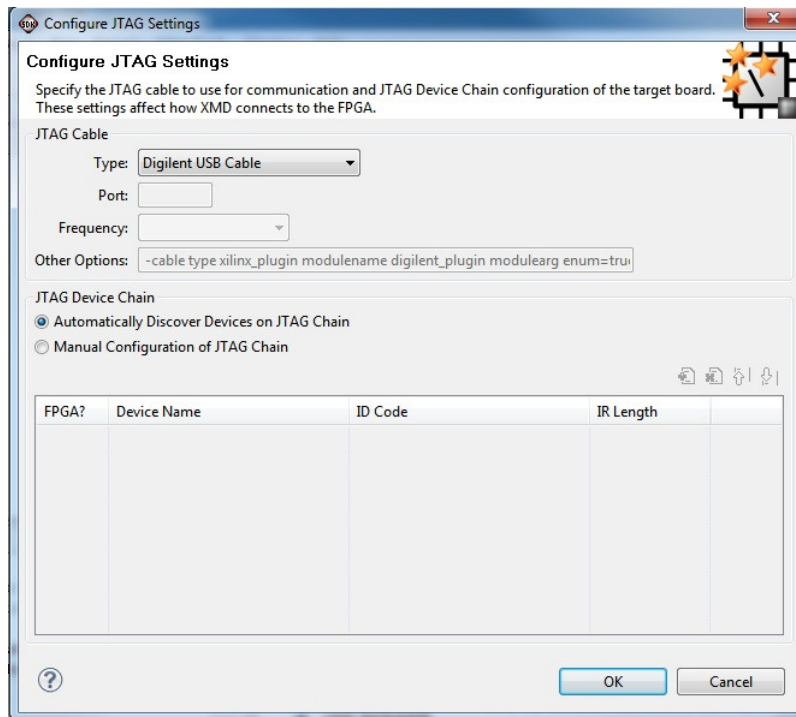 SDK Configure JTAG Settings
Configure JTAG Settings
Specify the JTAG cable to use for communication and JTAG Device Chain configuration of the target board.
These settings affect how XMD connects to the FPGA.
JTAG Cable
Type: Digilent USB Cable
Port:
Frequency:
Other Options: -cable type xilinx_plugin modulename digilent_plugin modulearg enum=true
JTAG Device Chain
Automatically Discover Devices on JTAG Chain
Manual Configuration of JTAG Chain
FPGA? Device Name ID Code IR Length
? OK Cancel